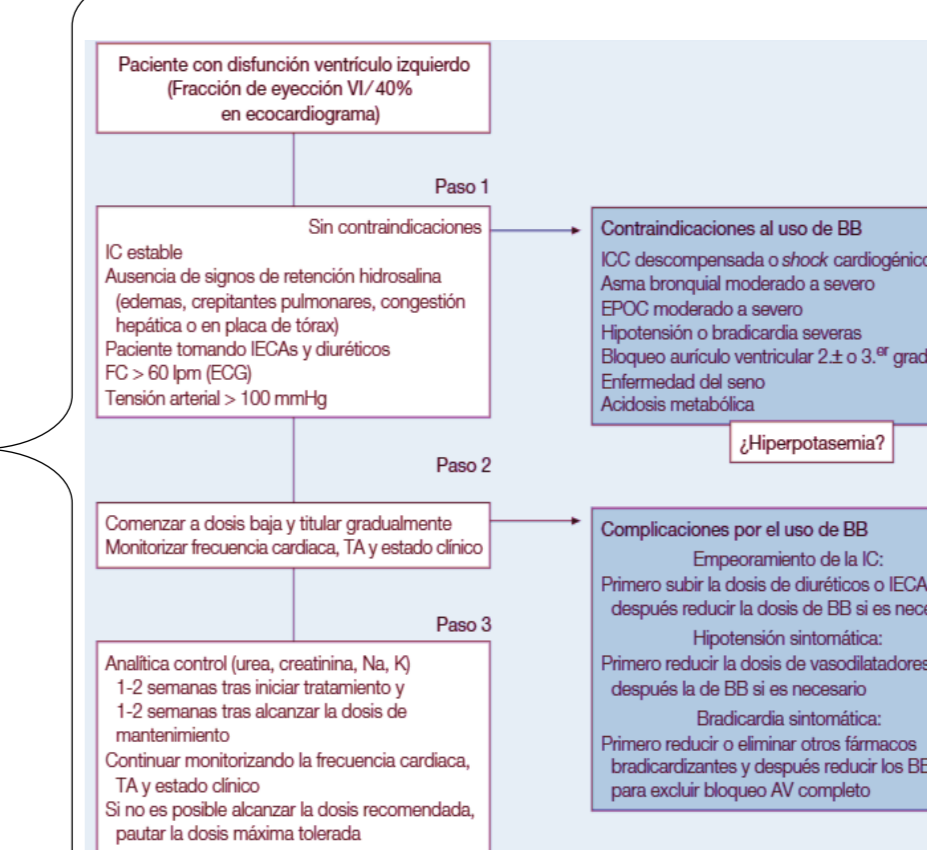 Paciente con disfunción ventrículo izquierdo
(Fracción de eyección VI/40%
en ecocardiograma)
Paso 1
Sin contraindicaciones
IC estable
Ausencia de signos de retención hidrosalina
(edemas, crepitantes pulmonares, congestión
hepática o en placa de tórax)
Paciente tomando IECAs y diuréticos
FC > 60 lpm (ECG)
Tensión arterial > 100 mmHg
Contraindicaciones al uso de BB
ICC descompensada o shock cardiogénico
Asma bronquial moderado a severo
EPOC moderado a severo
Hipotensión o bradicardia severas
Bloqueo aurículo ventricular 2.± o 3.er grad
Enfermedad del seno
Acidosis metabólica
¿Hiperpotasemia?
Paso 2
Comenzar a dosis baja y titular gradualmente
Monitorizar frecuencia cardiaca, TA y estado clínico
Complicaciones por el uso de BB
Empeoramiento de la IC:
Primero subir la dosis de diuréticos o IECA
después reducir la dosis de BB si es nece
Hipotensión sintomática:
Primero reducir la dosis de vasodilatadores
después la de BB si es necesario
Bradicardia sintomática:
Primero reducir o eliminar otros fármacos
bradicardizantes y después reducir los BB
para excluir bloqueo AV completo
Paso 3
Analítica control (urea, creatinina, Na, K)
1-2 semanas tras iniciar tratamiento y
1-2 semanas tras alcanzar la dosis de
mantenimiento
Continuar monitorizando la frecuencia cardiaca,
TA y estado clínico
Si no es posible alcanzar la dosis recomendada,
pautar la dosis máxima tolerada